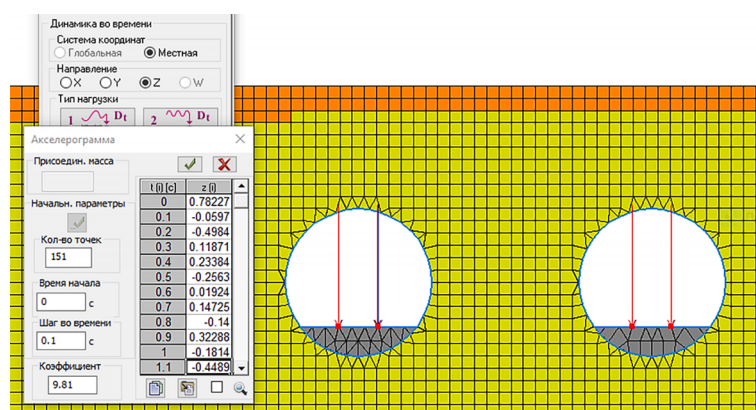 Динамика во времени
Система координат
Глобальная Местная
Направление
X Y Z W
Тип нагрузки
1 Dt 2 Dt
Акселерограмма
Присоедин. масса
Начальн. параметры
Кол-во точек
151
Время начала
0 с
Шаг во времени
0.1 с
Коэффициент
9.81
t (i) [c] z (i)
0 0.78227
0.1 -0.0597
0.2 -0.4984
0.3 0.11871
0.4 0.23384
0.5 -0.2563
0.6 0.01924
0.7 0.14725
0.8 -0.14
0.9 0.32288
1 -0.1814
1.1 -0.4489